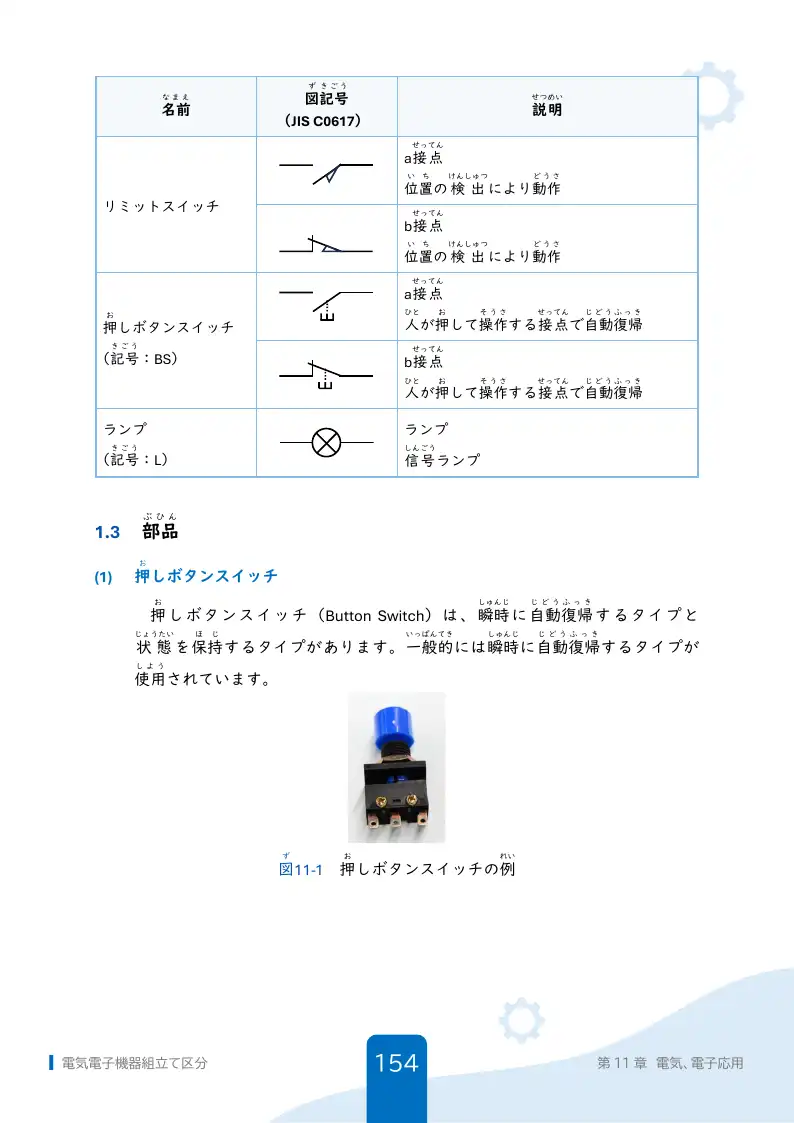 名前
図記号
（JIS C0617）
説明
リミットスイッチ
a接点
位置の検出により動作
b接点
位置の検出により動作
押しボタンスイッチ
（記号：BS）
a接点
人が押して操作する接点で自動復帰
b接点
人が押して操作する接点で自動復帰
ランプ
（記号：L）
ランプ
信号ランプ
1.3 部品
(1) 押しボタンスイッチ
押しボタンスイッチ（Button Switch）は、瞬時に自動復帰するタイプと
状態を保持するタイプがあります。一般的には瞬時に自動復帰するタイプが
使用されています。
図11-1 押しボタンスイッチの例
電気電子機器組立て区分
154
第 11 章 電気、電子応用